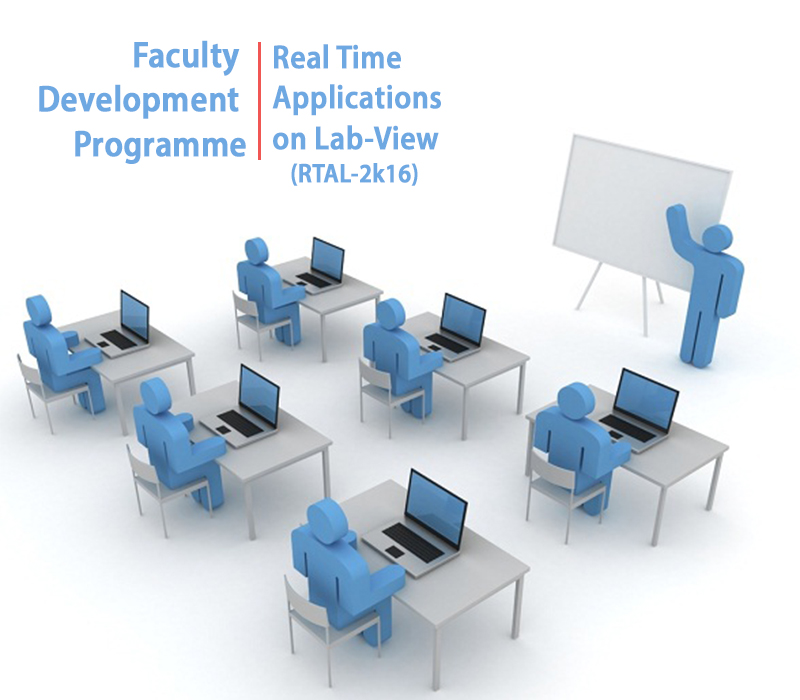 Faculty
Development
Programme
Real Time
Applications
on Lab-View
(RTAL-2k16)